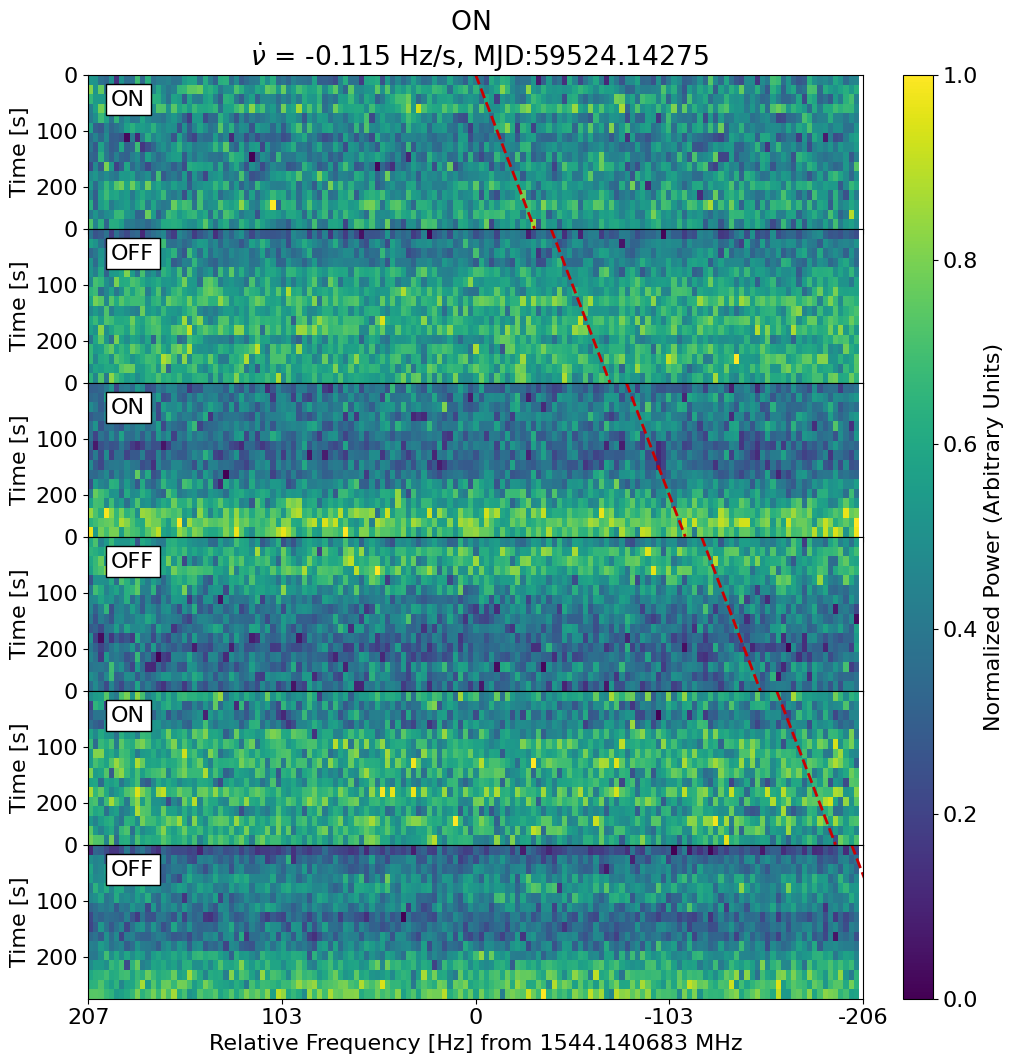 ON
ν̇ = -0.115 Hz/s, MJD:59524.14275
0
ON
100
200
Time [s]
0
OFF
100
200
Time [s]
0
ON
100
200
Time [s]
0
OFF
100
200
Time [s]
0
ON
100
200
Time [s]
0
OFF
100
200
Time [s]
207 103 0 -103 -206
Relative Frequency [Hz] from 1544.140683 MHz
1.0
0.8
0.6
0.4
0.2
0.0
Normalized Power (Arbitrary Units)